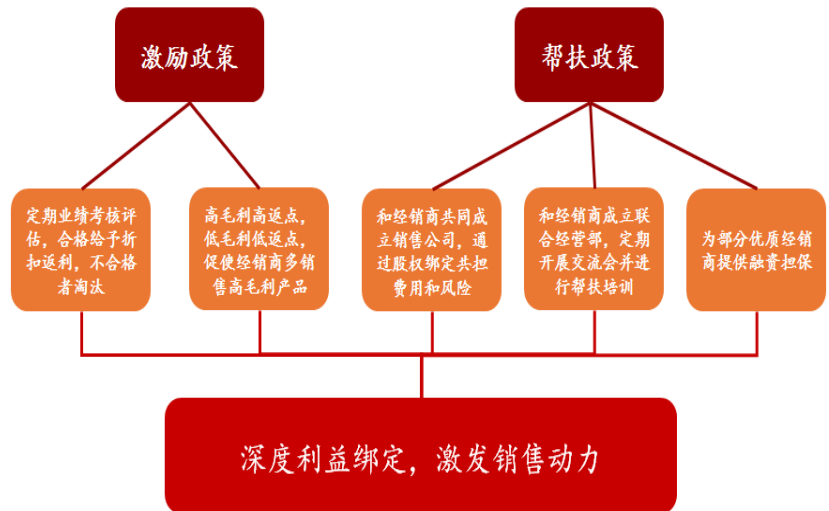 激励政策
帮扶政策
定期业绩考核评
估，合格给予折
扣返利，不合格
者淘汰
高毛利高返点，
低毛利低返点，
促使经销商多销
售高毛利产品
和经销商共同成
立销售公司，通
过股权绑定共担
费用和风险
和经销商成立联
合经营部，定期
开展交流会并进
行帮扶培训
为部分优质经销
商提供融资担保
深度利益绑定，激发销售动力